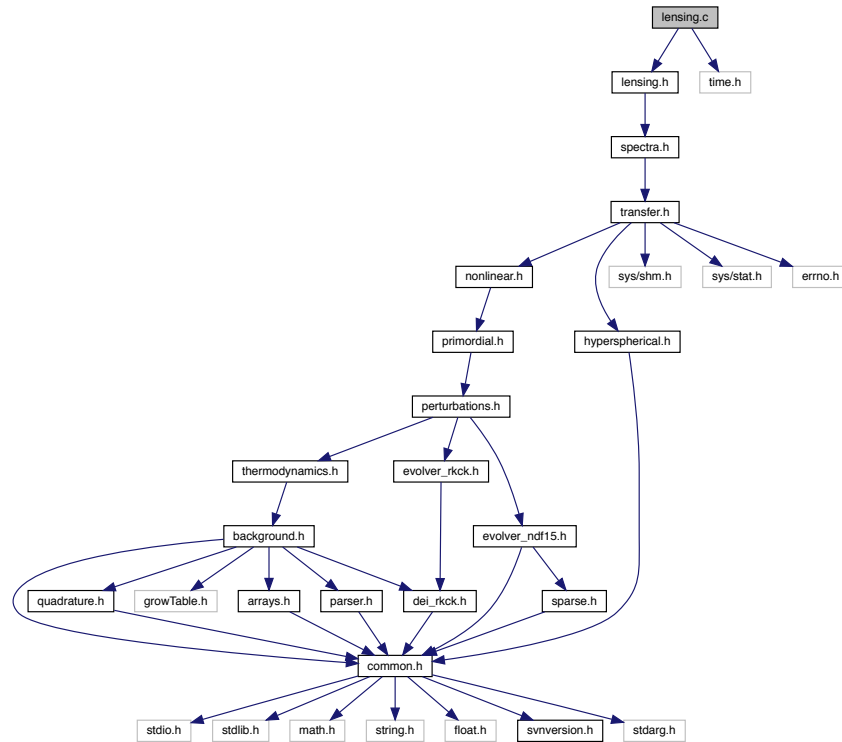 lensing.c
lensing.h
time.h
spectra.h
transfer.h
nonlinear.h
sys/shm.h
sys/stat.h
errno.h
primordial.h
hyperspherical.h
perturbations.h
thermodynamics.h
evolver_rkck.h
background.h
evolver_ndf15.h
quadrature.h
growTable.h
arrays.h
parser.h
dei_rkck.h
sparse.h
common.h
stdio.h
stdlib.h
math.h
string.h
float.h
svnversion.h
stdarg.h